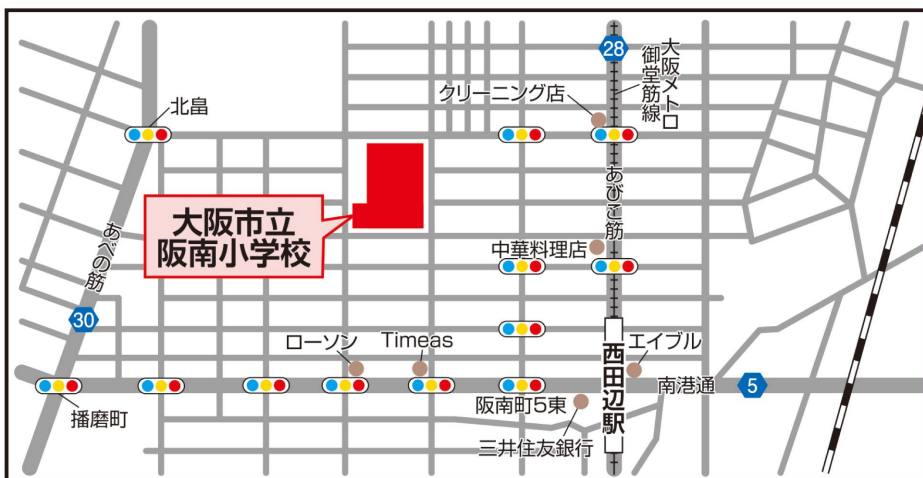 28
大阪メトロ
御堂筋線
クリーニング店
北畠
あびこ筋
大阪市立
阪南小学校
中華料理店
あべの筋
30
ローソン
Timeas
西田辺駅
エイブル
南港通
5
播磨町
阪南町5東
三井住友銀行